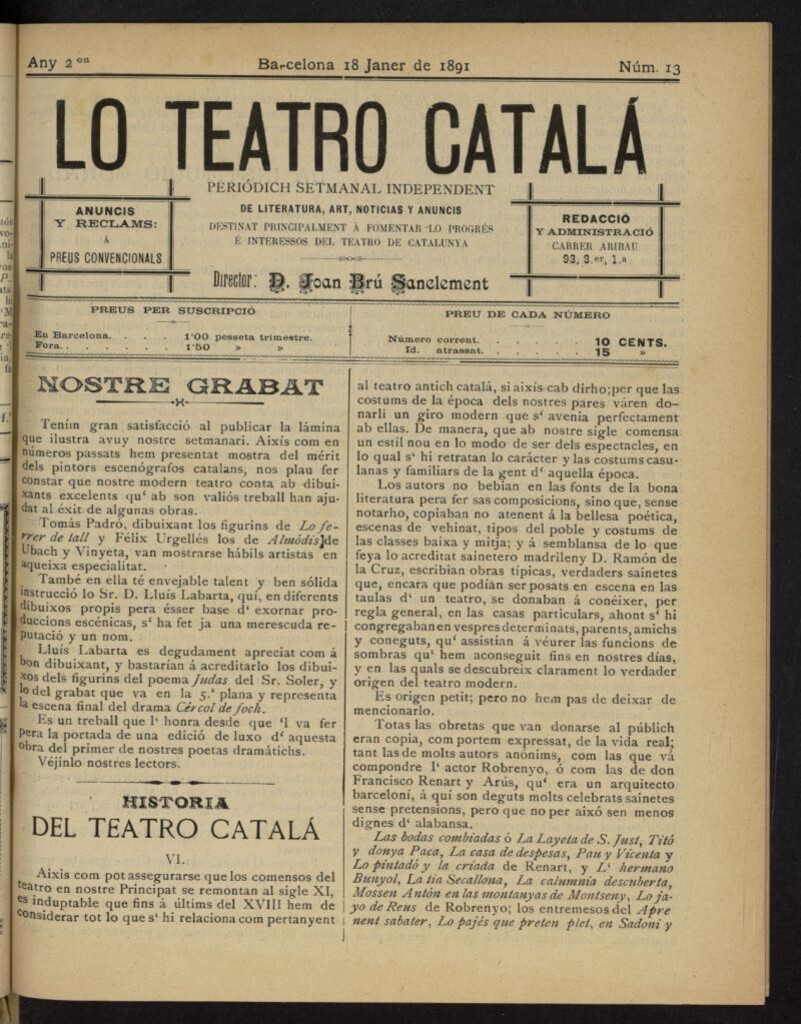 Any 2on
Barcelona 18 Janer de 1891
Núm. 13
LO TEATRO CATALÁ
PERIÓDICH SETMANAL INDEPENDENT
DE LITERATURA, ART, NOTICIAS Y ANUNCIS
DESTINAT PRINCIPALMENT Á FOMENTAR LO PROGRÉS
É INTERESSOS DEL TEATRO DE CATALUNYA
Director: D. Joan Brú Sanclement
ANUNCIS
Y RECLAMS:
Á
PREUS CONVENCIONALS
REDACCIÓ
Y ADMINISTRACIÓ
CARRER ARIBAU
93, 3.er, 1.a
PREUS PER SUSCRIPCIÓ
En Barcelona. . . . 1'00 pesseta trimestre.
Fora. . . . . . . 1'50 » »
PREU DE CADA NÚMERO
Número corrent. . . . . . 10 CENTS.
Id. atrassat. . . . . . 15 »
NOSTRE GRABAT
Tením gran satisfacció al publicar la lámina
que ilustra avuy nostre setmanari. Aixís com en
números passats hem presentat mostra del mérit
dels pintors escenógrafos catalans, nos plau fer
constar que nostre modern teatro conta ab dibui-
xants excelents qu' ab son valiós treball han aju-
dat al éxit de algunas obras.
Tomás Padró, dibuixant los figurins de Lo fe-
rrer de tall y Félix Urgellés los de Almódis de
Ubach y Vinyeta, van mostrarse hábils artistas en
aqueixa especialitat.
També en ella té envejable talent y ben sólida
instrucció lo Sr. D. Lluís Labarta, quí, en diferents
dibuixos propis pera ésser base d' exornar pro-
duccions escénicas, s' ha fet ja una merescuda re-
putació y un nom.
Lluís Labarta es degudament apreciat com á
bon dibuixant, y bastarían á acreditarlo los dibui-
xos dels figurins del poema Judas del Sr. Soler, y
lo del grabat que va en la 5.ª plana y representa
la escena final del drama Cércol de foch.
Es un treball que l' honra desde que 'l va fer
pera la portada de una edició de luxo d' aquesta
obra del primer de nostres poetas dramátichs.
Véjinlo nostres lectors.
HISTORIA
DEL TEATRO CATALÁ
VI.
Aixis com pot assegurarse que los comensos del
teatro en nostre Principat se remontan al sigle XI,
es induptable que fins á últims del XVIII hem de
considerar tot lo que s' hi relaciona com pertanyent
al teatro antich catalá, si aixís cab dirho; per que las
costums de la época dels nostres pares váren do-
narli un giro modern que s' avenía perfectament
ab ellas. De manera, que ab nostre sigle comensa
un estil nou en lo modo de ser dels espectacles, en
lo qual s' hi retratan lo carácter y las costums casu-
lanas y familiars de la gent d' aquella época.
Los autors no bebían en las fonts de la bona
literatura pera fer sas composicions, sino que, sense
notarho, copiaban no atenent á la bellesa poética,
escenas de vehinat, tipos del poble y costums de
las classes baixa y mitja; y á semblansa de lo que
feya lo acreditat sainetero madrileny D. Ramón de
la Cruz, escribían obras típicas, verdaders sainetes
que, encara que podían ser posats en escena en las
taulas d' un teatro, se donaban á conéixer, per
regla general, en las casas particulars, ahont s' hi
congregaban en vespres determinats, parents, amichs
y coneguts, qu' assistían á véurer las funcions de
sombras qu' hem aconseguit fins en nostres días,
y en las quals se descubreix clarament lo verdader
origen del teatro modern.
Es origen petit; pero no hem pas de deixar de
mencionarlo.
Totas las obretas que van donarse al públich
eran copia, com portem expressat, de la vida real;
tant las de molts autors anónims, com las que vá
compondre l' actor Robrenyo, ó com las de don
Francisco Renart y Arús, qu' era un arquitecto
barceloní, á quí son deguts molts celebrats sainetes
sense pretensions, pero que no per aixó sen menos
dignes d' alabansa.
Las bodas combiadas ó La Layeta de S. Just, Titó
y donya Paca, La casa de despesas, Pau y Vicenta y
Lo pintadó y la criada de Renart, y L' hermano
Bunyol, La tia Secallona, La calumnia descuberta,
Mossen Antón en las montanyas de Montseny, Lo ja-
yo de Reus de Robrenyo; los entremesos del Apre
nent sabater, Lo pajés que preten plet, en Sadoni y